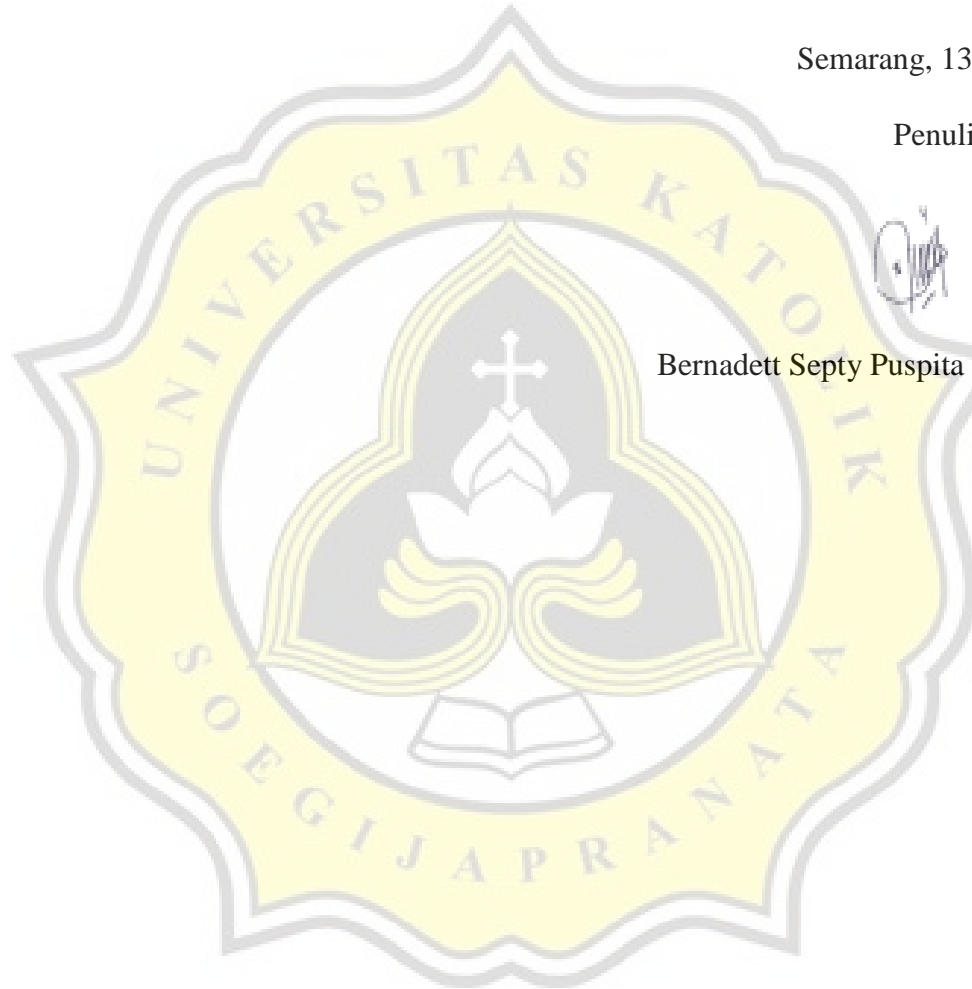 Semarang, 13
Penuli
Bernadett Septy Puspita
UNIVERSITAS KATOLIK
SOEGIJAPRANATA